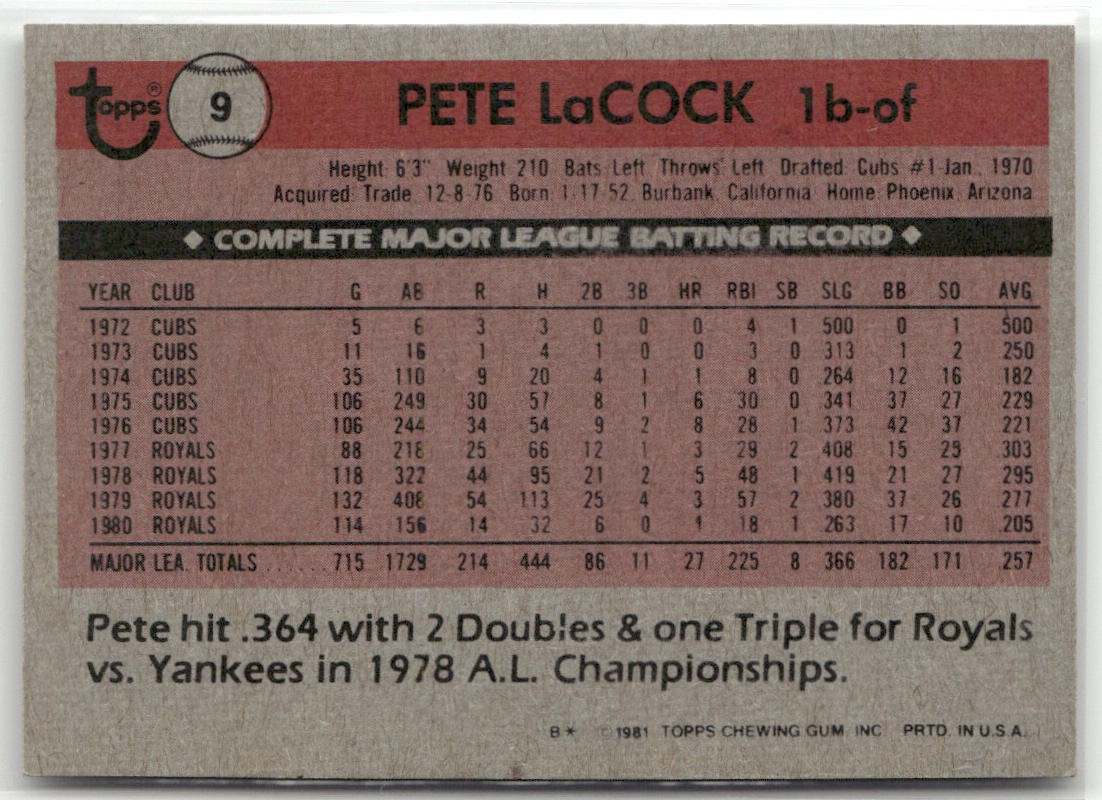 Topps® 9 PETE LaCOCK 1b-of
Height 6'3" Weight 210 Bats Left Throws Left Drafted Cubs #1-Jan., 1970
Acquired: Trade 12-8-76 Born 1-17-52, Burbank, California Home: Phoenix, Arizona
◆ COMPLETE MAJOR LEAGUE BATTING RECORD ◆
YEAR CLUB G AB R H 2B 3B HR RBI SB SLG BB SO AVG
1972 CUBS 5 6 3 3 0 0 0 4 1 .500 0 1 .500
1973 CUBS 11 16 1 4 1 0 0 3 0 .313 1 2 .250
1974 CUBS 35 110 9 20 4 1 1 8 0 .264 12 16 .182
1975 CUBS 106 249 30 57 8 1 6 30 0 .341 37 27 .229
1976 CUBS 106 244 34 54 9 2 8 28 1 .373 42 37 .221
1977 ROYALS 88 218 25 66 12 1 3 29 2 .408 15 25 .303
1978 ROYALS 118 322 44 95 21 2 5 48 1 .419 21 27 .295
1979 ROYALS 132 408 54 113 25 4 3 57 2 .380 37 26 .277
1980 ROYALS 114 156 14 32 6 0 1 18 1 .263 17 10 .205
MAJOR LEA. TOTALS ...... 715 1729 214 444 86 11 27 225 8 .366 182 171 .257
Pete hit .364 with 2 Doubles & one Triple for Royals
vs. Yankees in 1978 A.L. Championships.
B* © 1981 TOPPS CHEWING GUM, INC. PRTD. IN U.S.A.